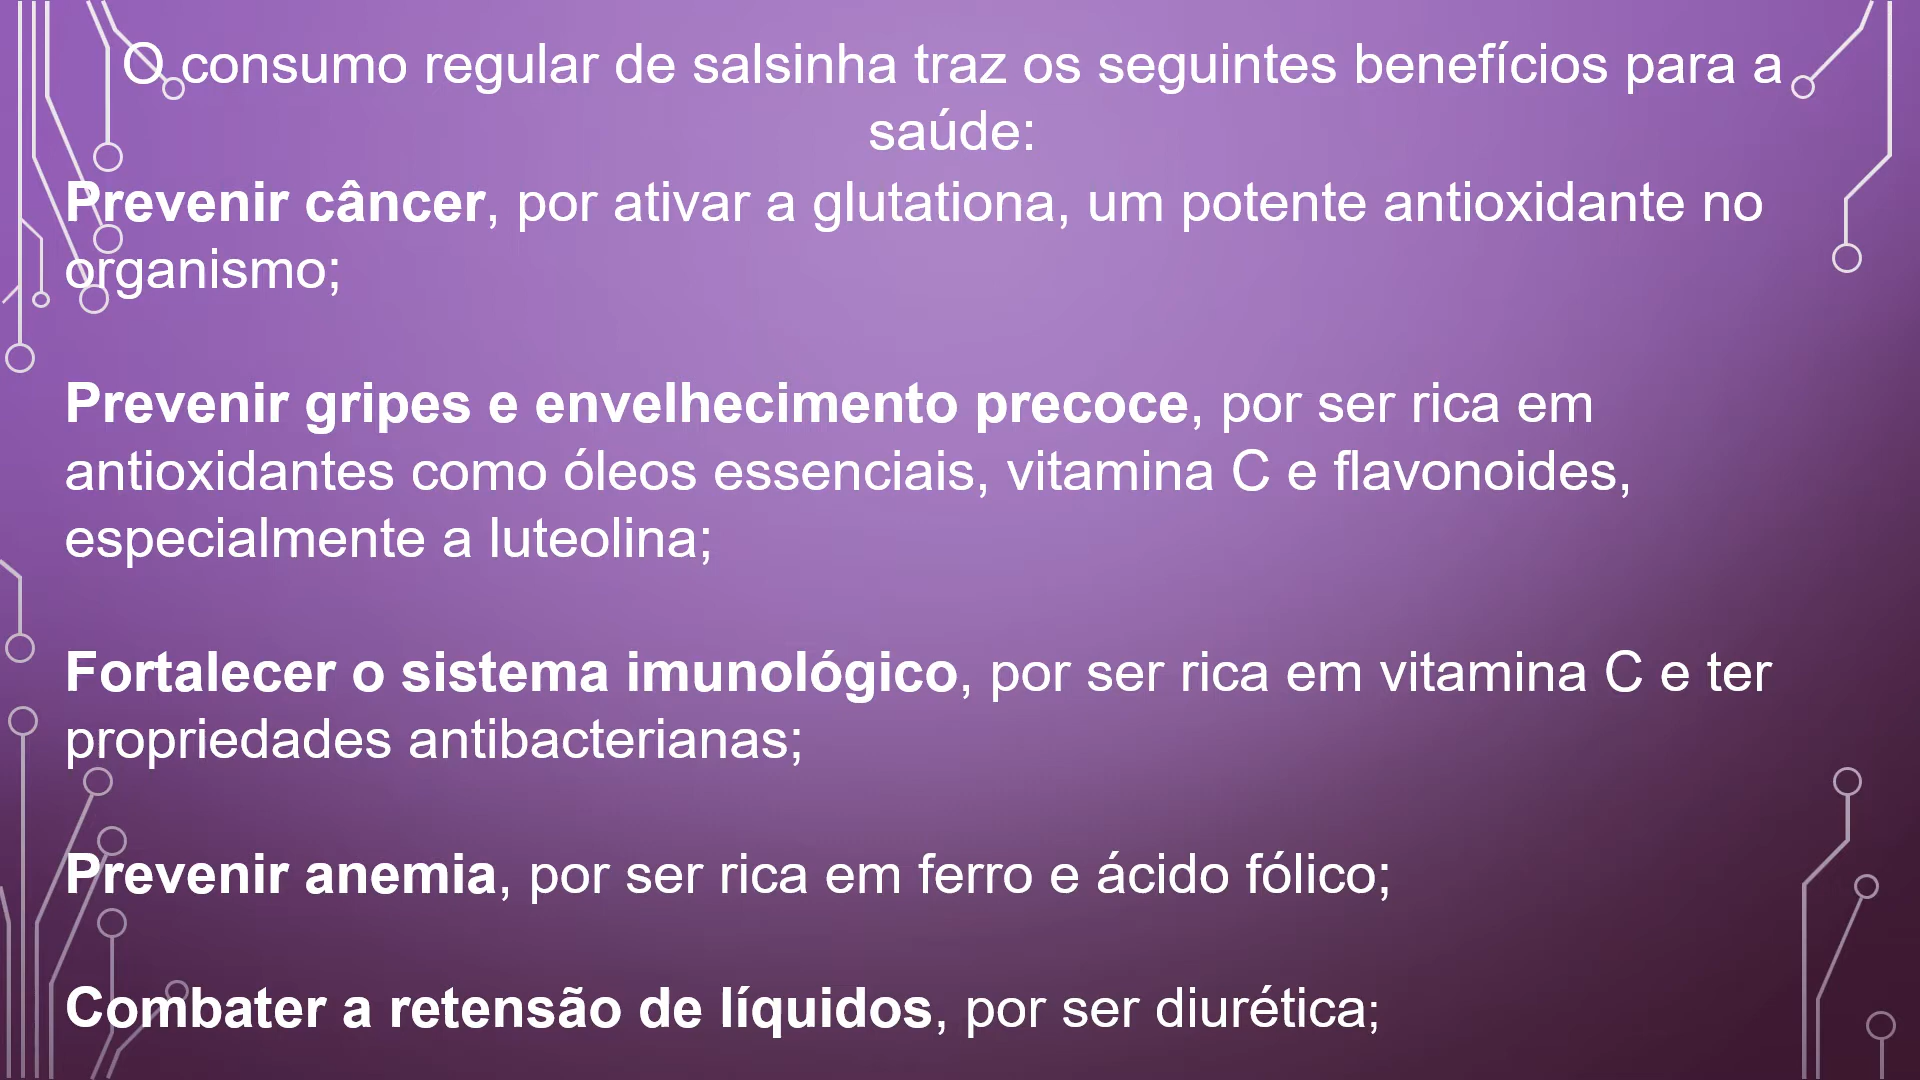 O consumo regular de salsinha traz os seguintes benefícios para a
saúde:
Prevenir câncer, por ativar a glutationa, um potente antioxidante no
organismo;
Prevenir gripes e envelhecimento precoce, por ser rica em
antioxidantes como óleos essenciais, vitamina C e flavonoides,
especialmente a luteolina;
Fortalecer o sistema imunológico, por ser rica em vitamina C e ter
propriedades antibacterianas;
Prevenir anemia, por ser rica em ferro e ácido fólico;
Combater a retensão de líquidos, por ser diurética;